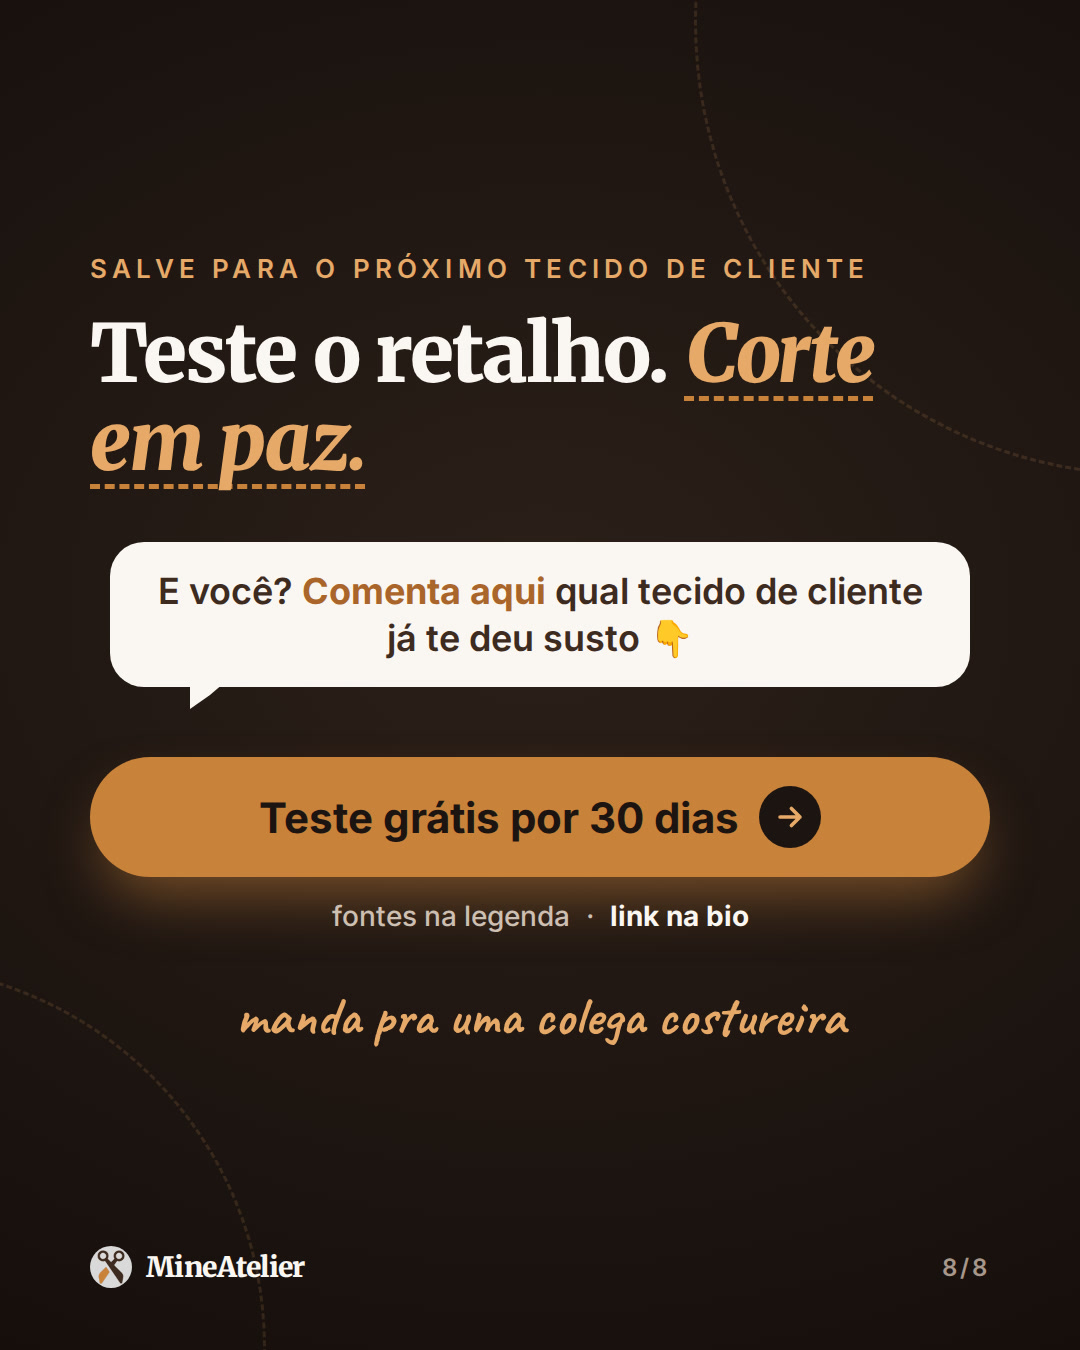 SALVE PARA O PRÓXIMO TECIDO DE CLIENTE
Teste o retalho. Corte
em paz.
E você? Comenta aqui qual tecido de cliente
já te deu susto 👇
Teste grátis por 30 dias →
fontes na legenda · link na bio
manda pra uma colega costureira
MineAtelier
8/8